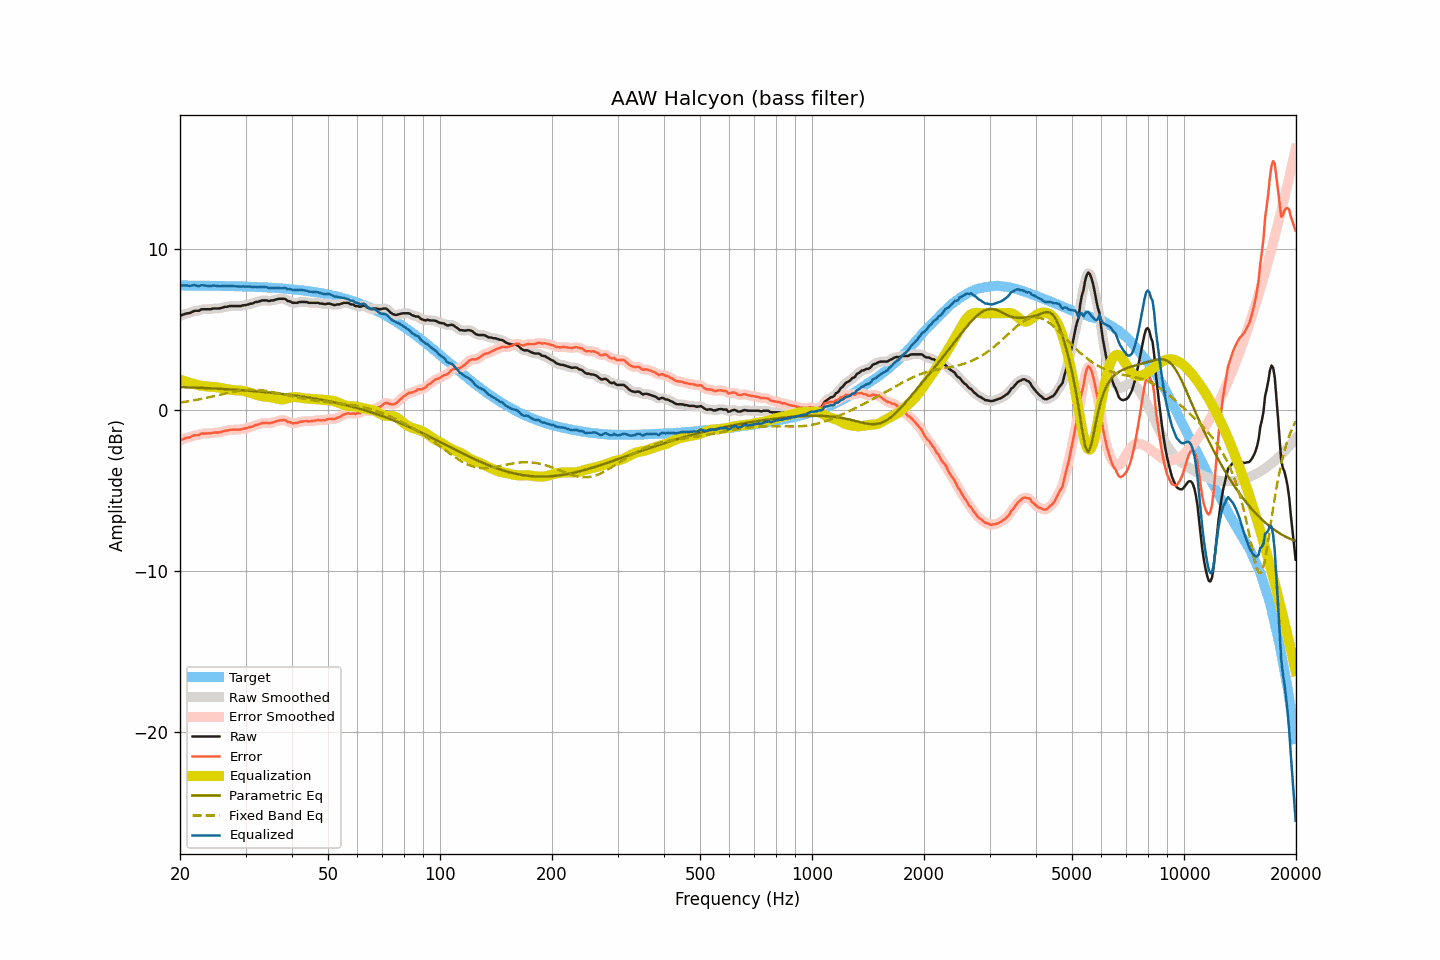 AAW Halcyon (bass filter)
Amplitude (dBr)
10
0
−10
−20
Target
Raw Smoothed
Error Smoothed
Raw
Error
Equalization
Parametric Eq
Fixed Band Eq
Equalized
20 50 100 200 500 1000 2000 5000 10000 20000
Frequency (Hz)